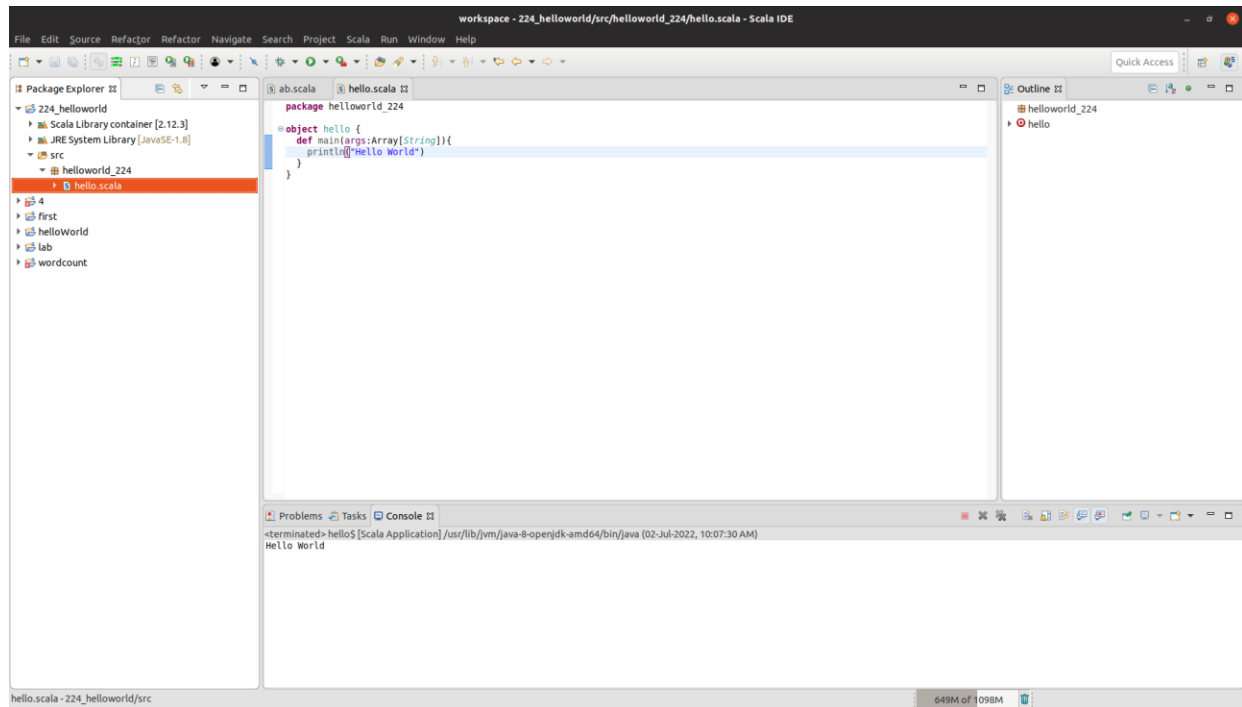 workspace - 224_helloworld/src/helloworld_224/hello.scala - Scala IDE
File Edit Source Refactor Refactor Navigate Search Project Scala Run Window Help
Quick Access
Package Explorer
224_helloworld
Scala Library container [2.12.3]
JRE System Library [JavaSE-1.8]
src
helloworld_224
hello.scala
4
first
helloWorld
lab
wordcount
ab.scala hello.scala
package helloworld_224
object hello {
def main(args:Array[String]){
println("Hello World")
}
}
Outline
helloworld_224
hello
Problems Tasks Console
<terminated> hello$ [Scala Application] /usr/lib/jvm/java-8-openjdk-amd64/bin/java (02-Jul-2022, 10:07:30 AM)
Hello World
hello.scala - 224_helloworld/src
649M of 1098M